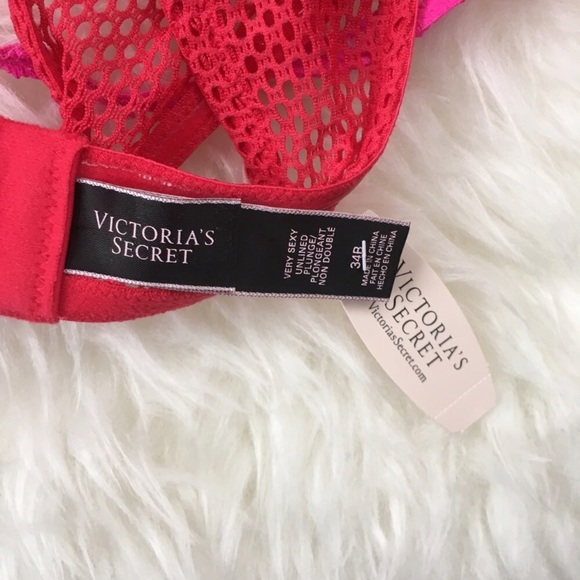 VICTORIA'S
SECRET
VERY SEXY
UNLINED
PLUNGE/
PLONGEANT
NON DOUBLÉ
34B
MADE IN CHINA
FAIT EN CHINE
HECHO EN CHINA
VICTORIA'S
SECRET
VictoriasSecret.com